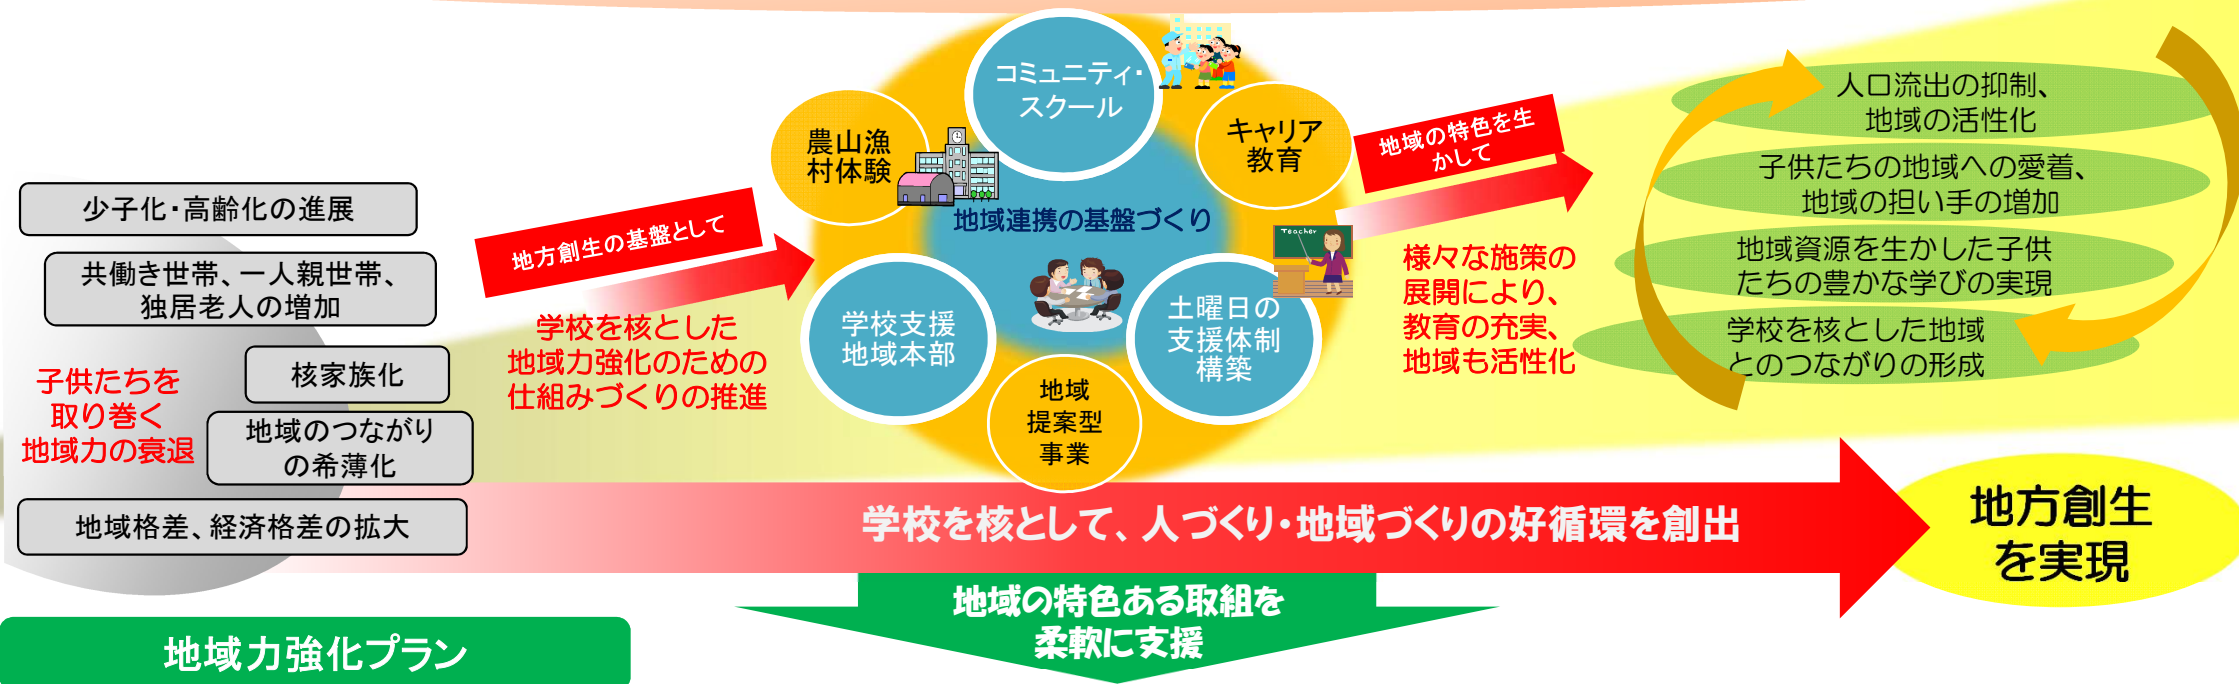 少子化・高齢化の進展
共働き世帯、一人親世帯、
独居老人の増加
核家族化
子供たちを
取り巻く
地域力の衰退
地域のつながり
の希薄化
地域格差、経済格差の拡大
地方創生の基盤として
学校を核とした
地域力強化のための
仕組みづくりの推進
コミュニティ・
スクール
農山漁
村体験
キャリア
教育
地域連携の基盤づくり
Teacher
学校支援
地域本部
土曜日の
支援体制
構築
地域
提案型
事業
地域の特色を生
かして
様々な施策の
展開により、
教育の充実、
地域も活性化
人口流出の抑制、
地域の活性化
子供たちの地域への愛着、
地域の担い手の増加
地域資源を生かした子供
たちの豊かな学びの実現
学校を核とした地域
とのつながりの形成
学校を核として、人づくり・地域づくりの好循環を創出
地方創生
を実現
地域の特色ある取組を
柔軟に支援
地域力強化プラン